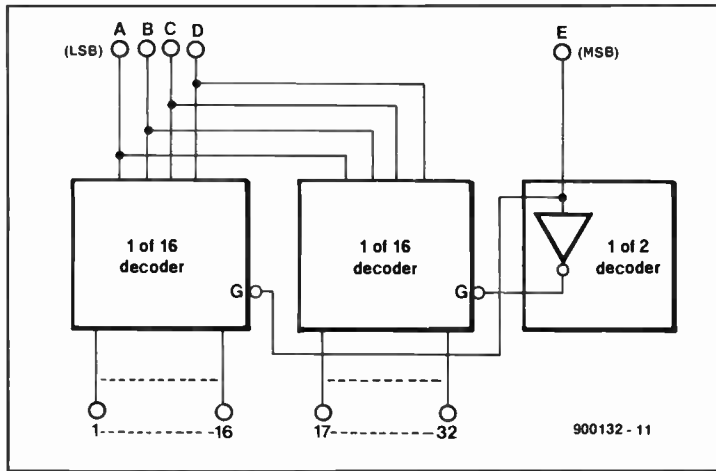 A B C D E
(LSB) (MSB)
1 of 16
decoder
G
1 of 16
decoder
G
1 of 2
decoder
1 16
17 32
900132 - 11